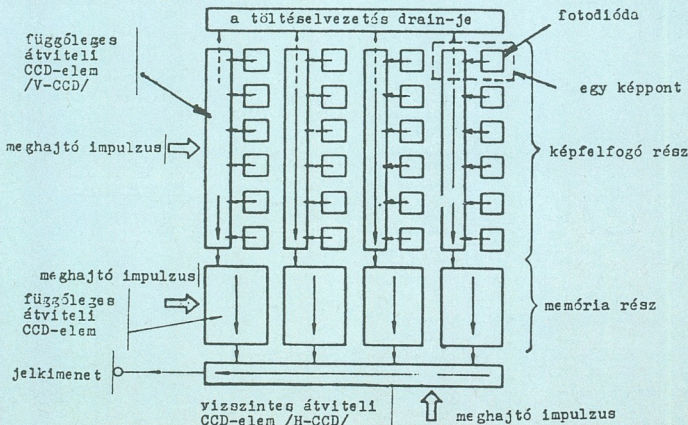 a töltéselvezetés drain-je
fotodióda
függőleges
átviteli
CCD-elem
/V-CCD/
egy képpont
meghajtó impulzus
képfelfogó rész
meghajtó impulzus
függőleges
átviteli
CCD-elem
memória rész
jelkimenet
vizszintes átviteli
CCD-elem /H-CCD/
meghajtó impulzus